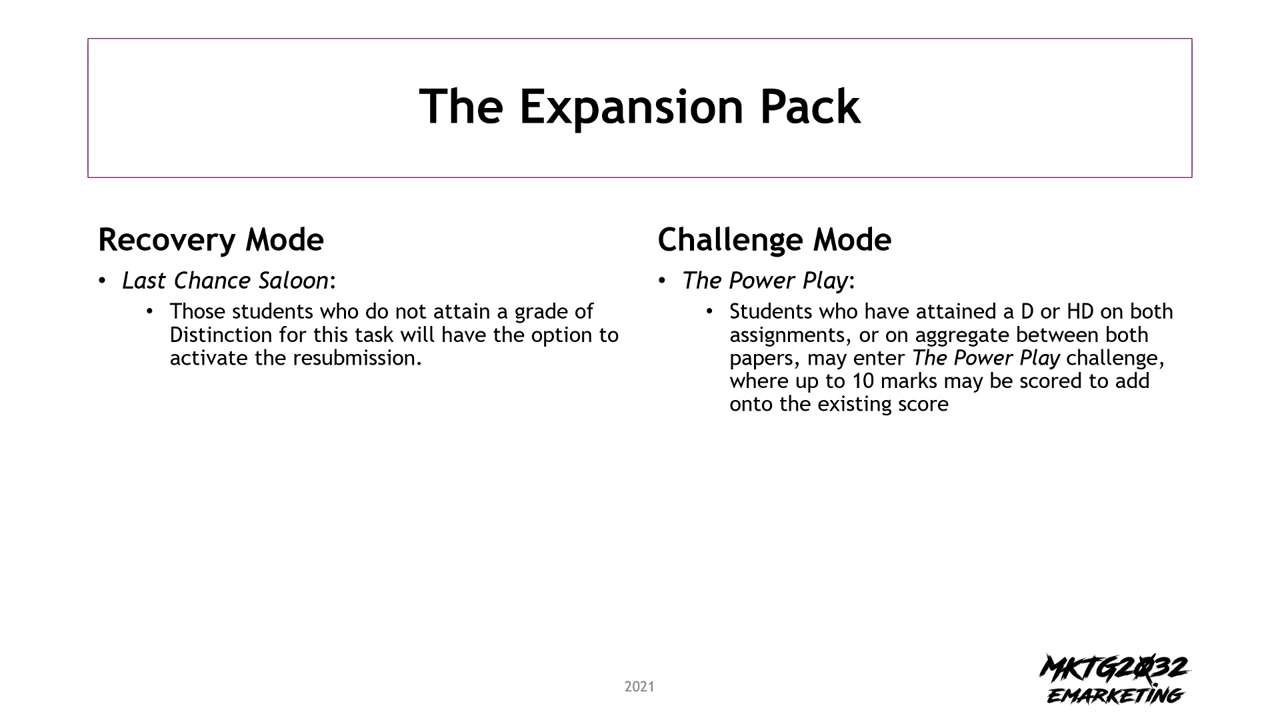 The Expansion Pack
Recovery Mode
• Last Chance Saloon:
• Those students who do not attain a grade of
Distinction for this task will have the option to
activate the resubmission.
Challenge Mode
• The Power Play:
• Students who have attained a D or HD on both
assignments, or on aggregate between both
papers, may enter The Power Play challenge,
where up to 10 marks may be scored to add
onto the existing score
2021
MKTG2032
EMARKETING